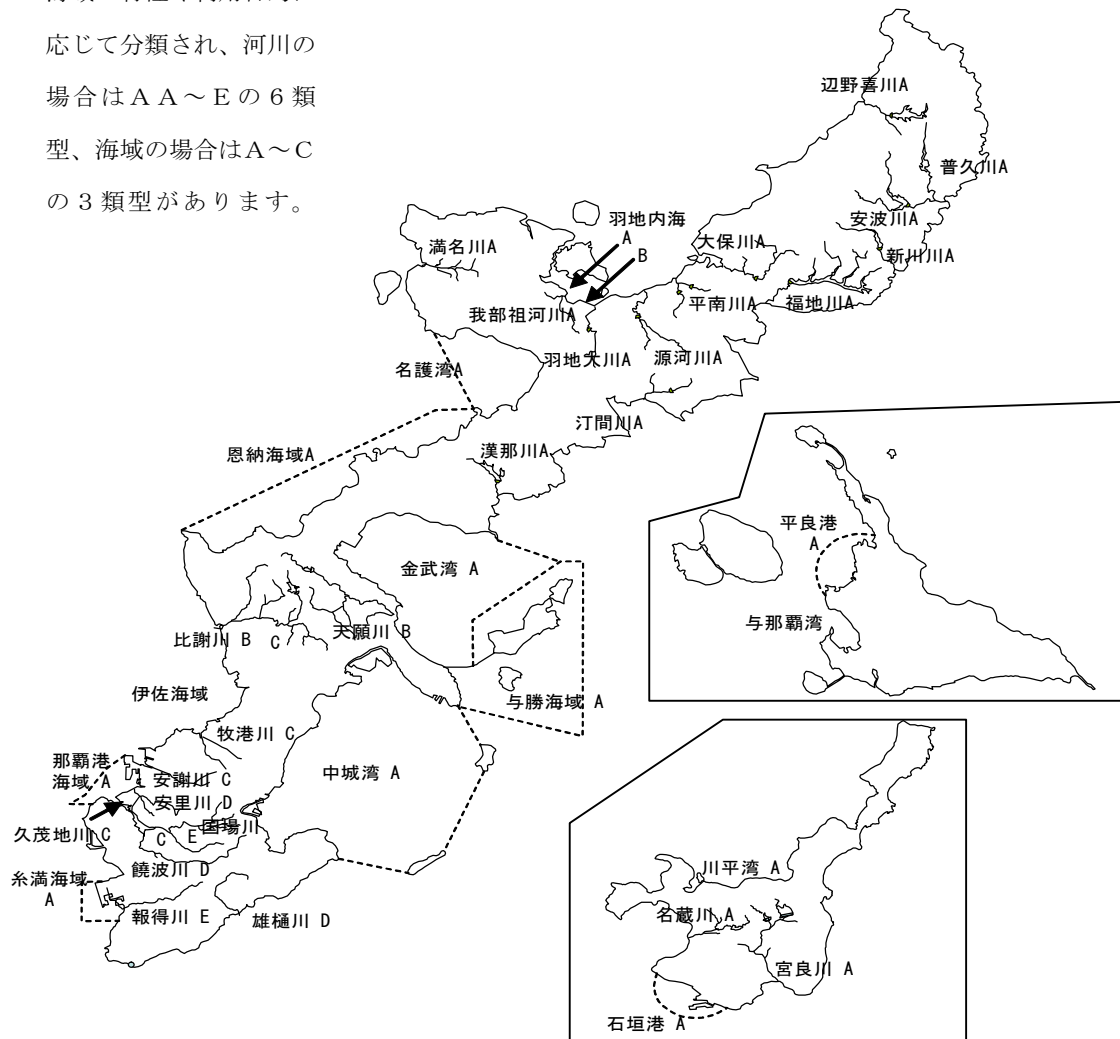 応じて分類され、河川の
場合はＡＡ～Ｅの６類
型、海域の場合はＡ～Ｃ
の３類型があります。
辺野喜川A
普久川A
安波川A
新川川A
羽地内海
A
B
大保川A
満名川A
平南川A
福地川A
我部祖河川A
羽地大川A
源河川A
名護湾A
汀間川A
漢那川A
恩納海域A
金武湾 A
平良港
A
与那覇湾
天願川 B
比謝川 B C
与勝海域 A
伊佐海域
牧港川 C
那覇港
海域 A
中城湾 A
安謝川 C
安里川 D
国場川
久茂地川 C
C E
饒波川 D
糸満海域
A
報得川 E
雄樋川 D
川平湾 A
名蔵川 A
宮良川 A
石垣港 A